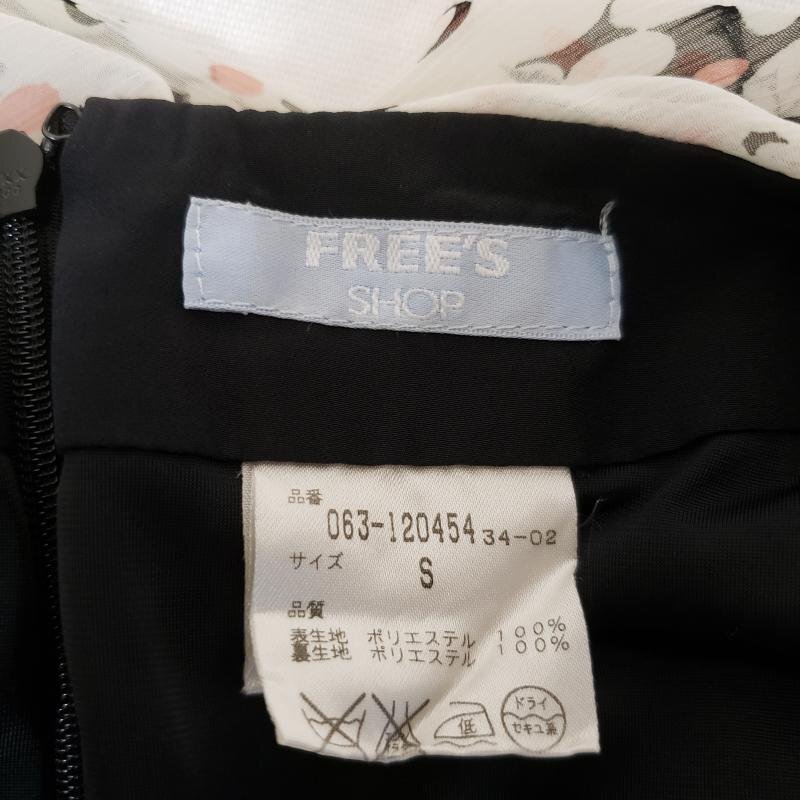 FREE'S
SHOP
品番
063-120454 34-02
サイズ
S
品質
表生地 ポリエステル 100%
裏生地 ポリエステル 100%
低
ドライ
セキユ系